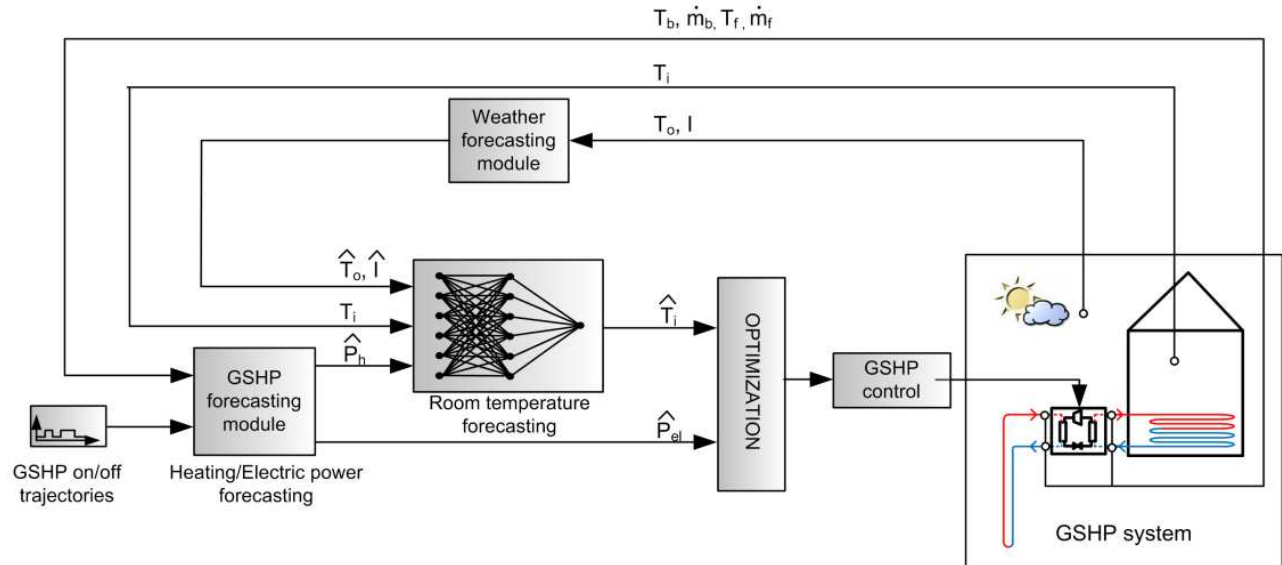 T_b, ṁ_b, T_f, ṁ_f
T_i
Weather
forecasting
module
T_o, I
T̂_o, Î
T_i
P̂_h
GSHP
forecasting
module
Room temperature
forecasting
T̂_i
P̂_el
OPTIMIZATION
GSHP
control
GSHP on/off
trajectories
Heating/Electric power
forecasting
GSHP system